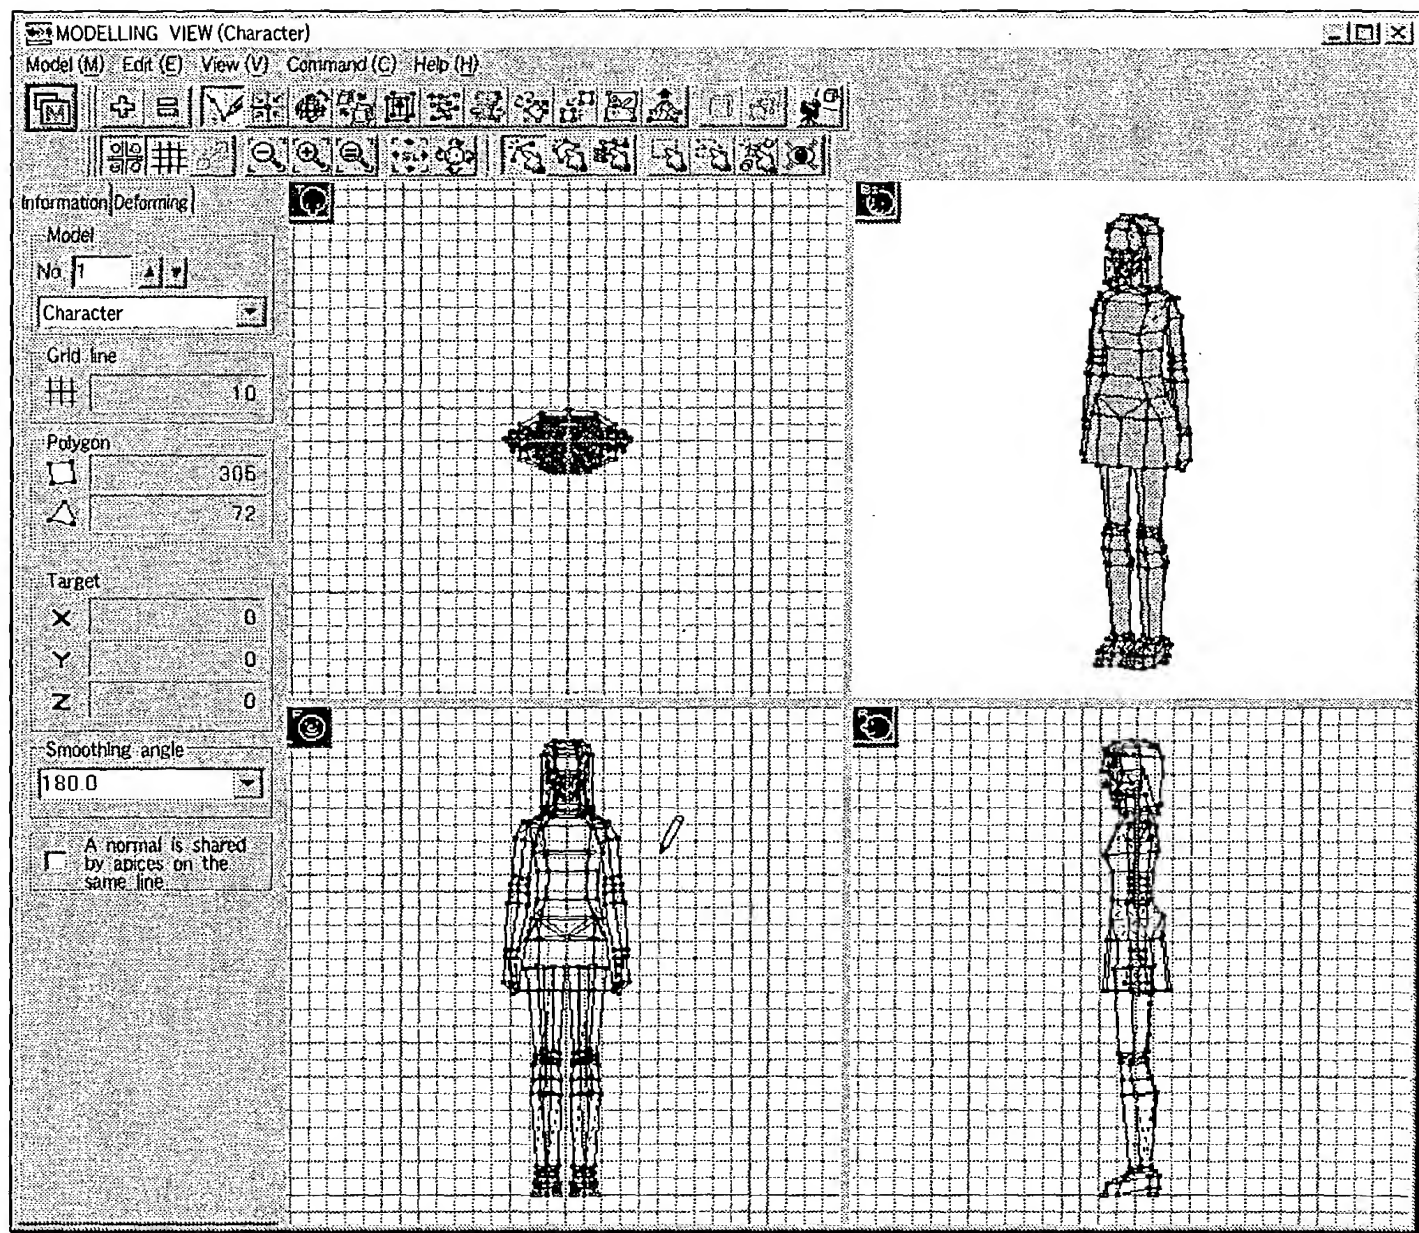 MODELLING VIEW (Character)
Model (M) Edit (E) View (V) Command (C) Help (H)
M
Information Deforming
Model
No. 1
Character
Grid line
10
Polygon
306
72
Target
X 0
Y 0
Z 0
Smoothing angle
180.0
A normal is shared
by apices on the
same line
T
F